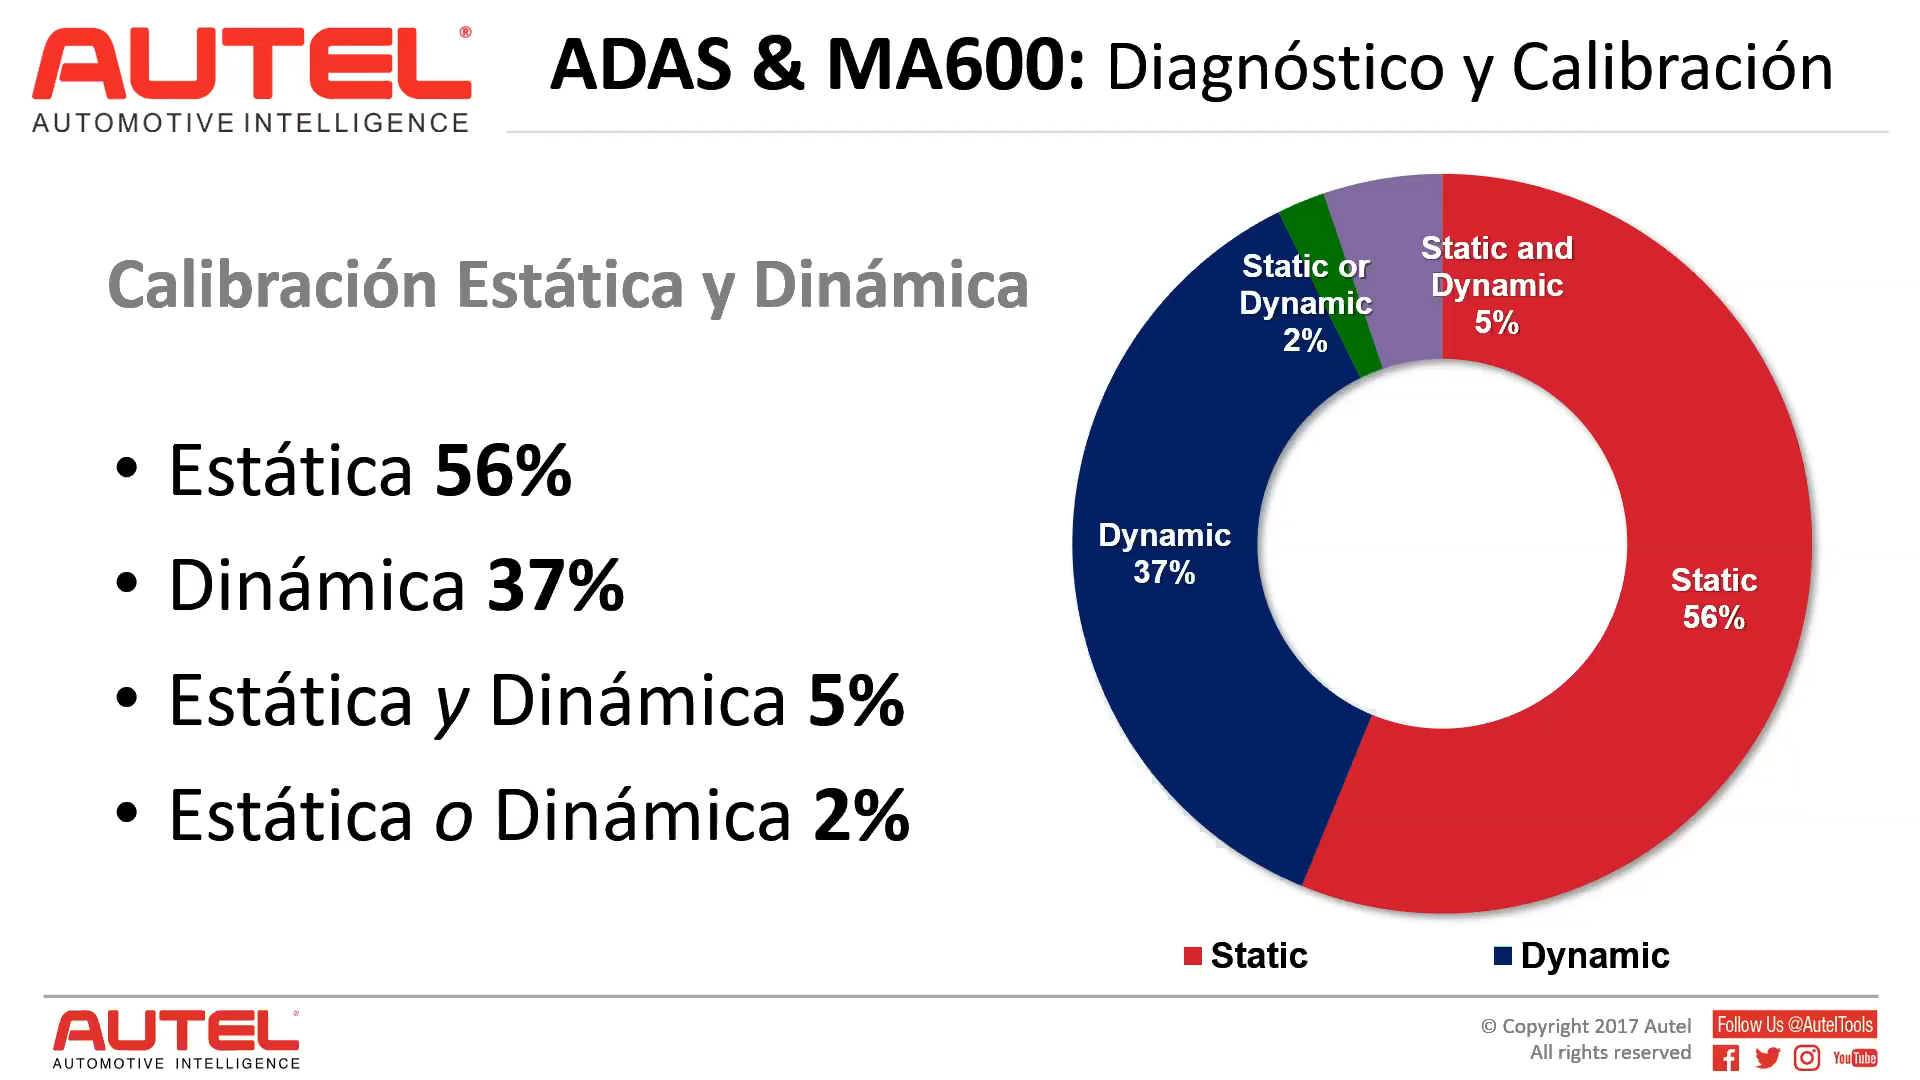 AUTEL®
AUTOMOTIVE INTELLIGENCE
ADAS & MA600: Diagnóstico y Calibración
Calibración Estática y Dinámica
• Estática 56%
• Dinámica 37%
• Estática y Dinámica 5%
• Estática o Dinámica 2%
Static and
Dynamic
5%
Static or
Dynamic
2%
Dynamic
37%
Static
56%
Static
Dynamic
AUTEL®
AUTOMOTIVE INTELLIGENCE
© Copyright 2017 Autel
All rights reserved
Follow Us @AutelTools
YouTube